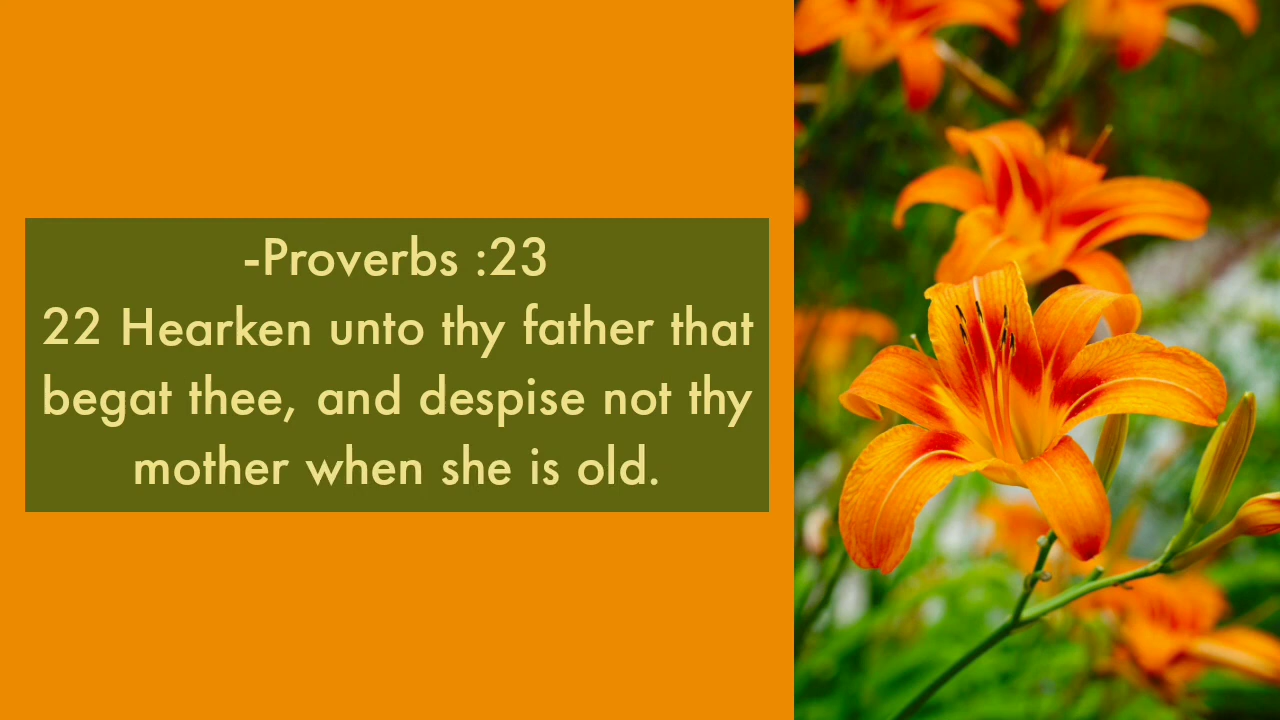 -Proverbs :23
22 Hearken unto thy father that
begat thee, and despise not thy
mother when she is old.